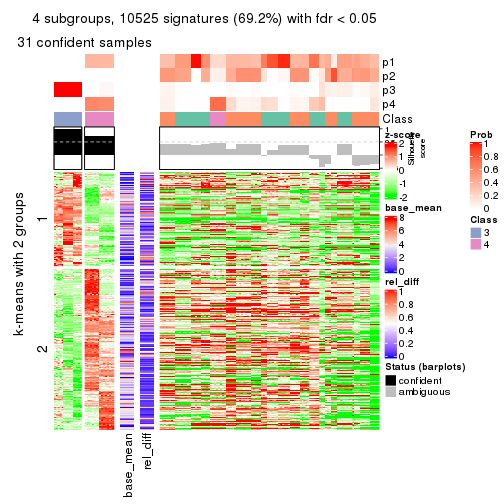 4 subgroups, 10525 signatures (69.2%) with fdr < 0.05
31 confident samples
p1
p2
p3
p4
Class
1
Silhouette
score
z-score
2
1
0
-1
-2
base_mean
8
6
4
2
0
rel_diff
1
0.8
0.6
0.4
0.2
0
Status (barplots)
confident
ambiguous
Prob
1
0.8
0.6
0.4
0.2
0
Class
3
4
k-means with 2 groups
1
2
base_mean
rel_diff